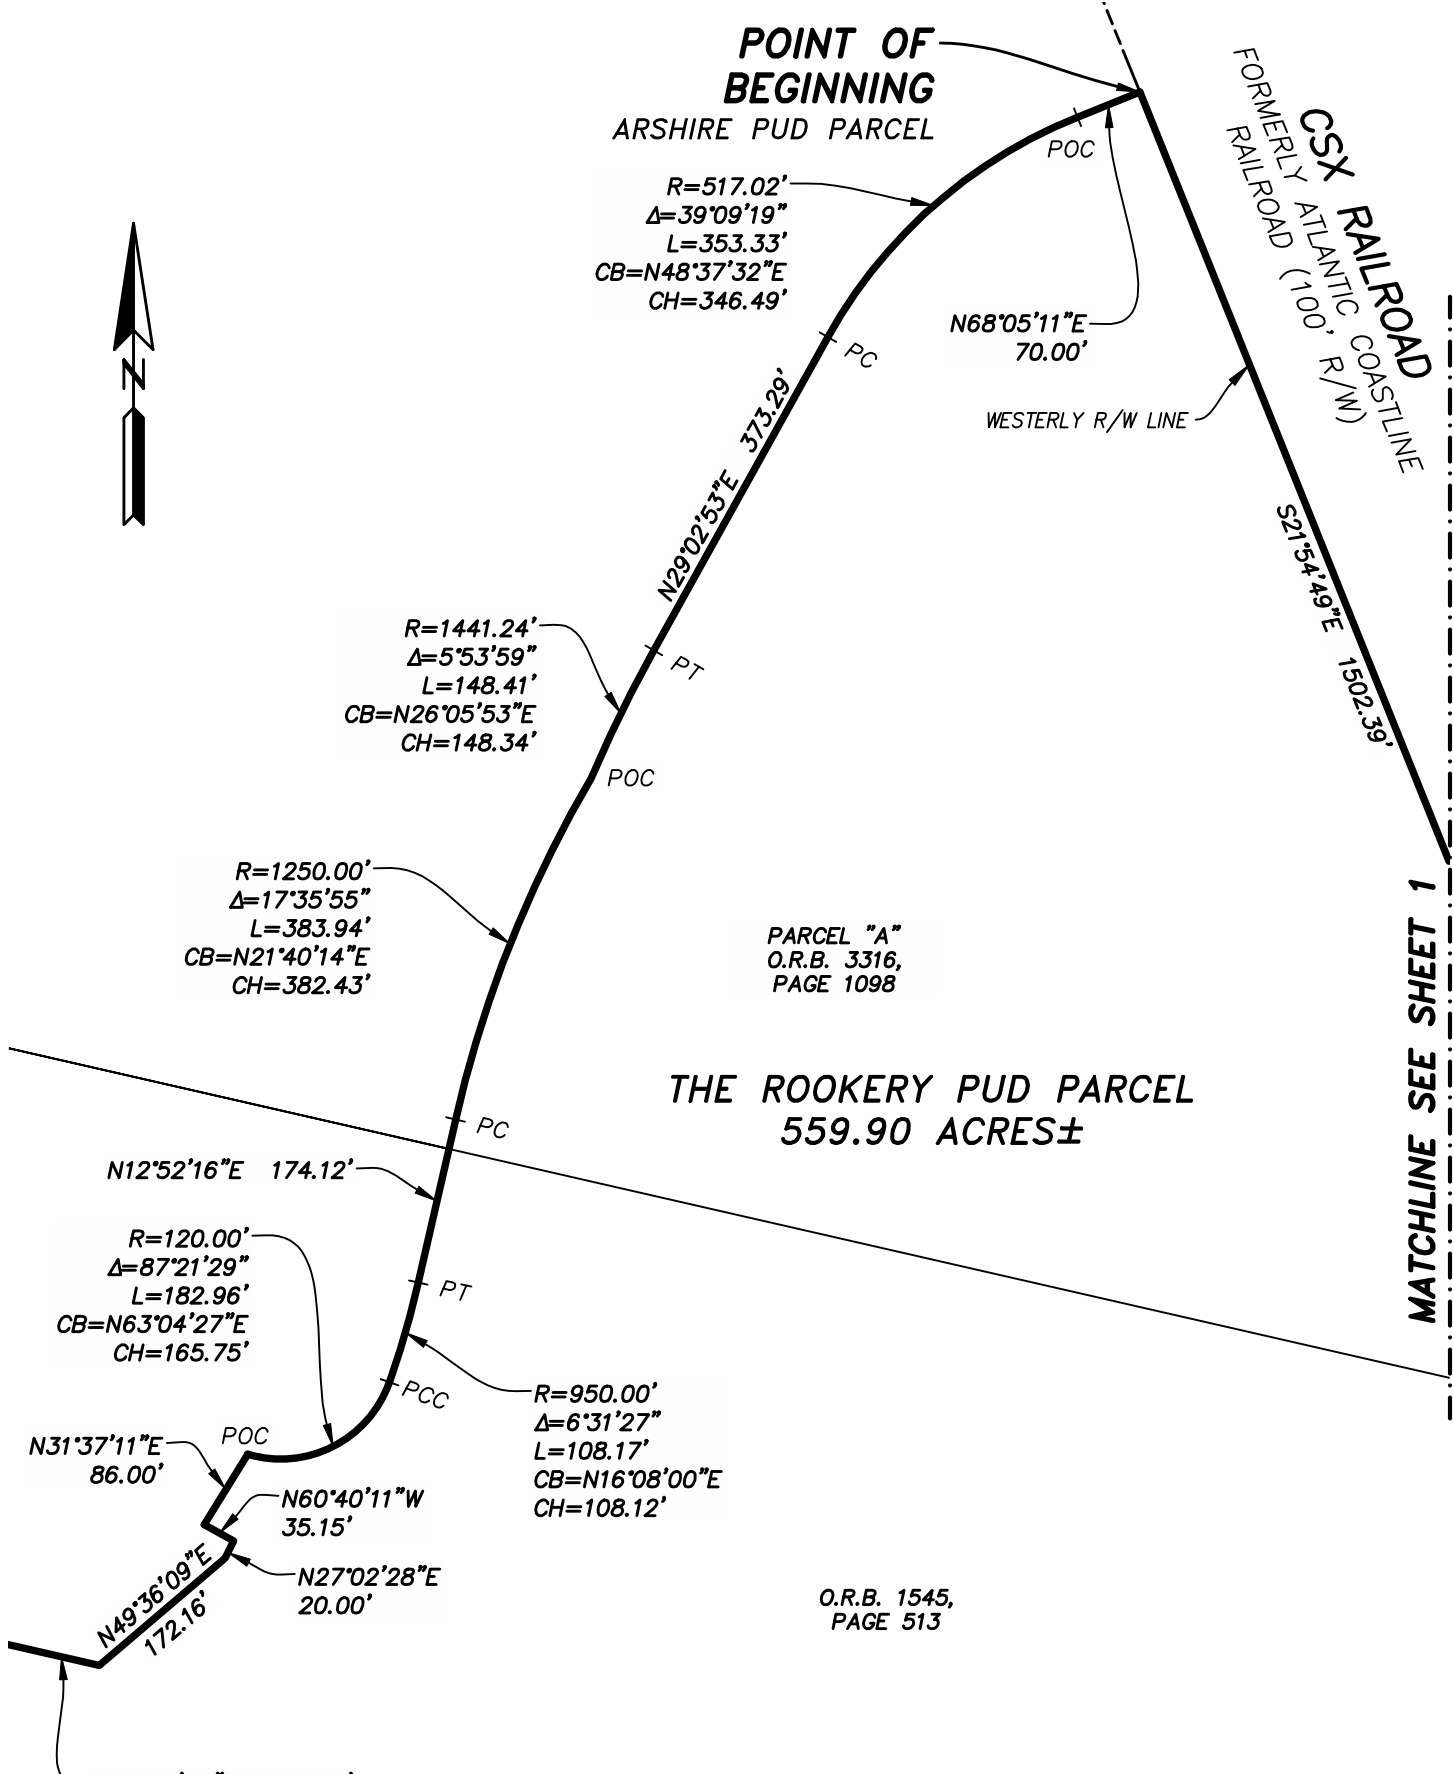 POINT OF
BEGINNING
ARSHIRE PUD PARCEL
POC
R=517.02'
Δ=39°09'19"
L=353.33'
CB=N48°37'32"E
CH=346.49'
CSX RAILROAD
FORMERLY ATLANTIC COASTLINE
RAILROAD (100' R/W)
N68°05'11"E
70.00'
PC
WESTERLY R/W LINE
N
N29°02'53"E 373.29'
S21°54'49"E 1502.39'
R=1441.24'
Δ=5°53'59"
L=148.41'
CB=N26°05'53"E
CH=148.34'
PT
POC
R=1250.00'
Δ=17°35'55"
L=383.94'
CB=N21°40'14"E
CH=382.43'
PARCEL "A"
O.R.B. 3316,
PAGE 1098
MATCHLINE SEE SHEET 1
THE ROOKERY PUD PARCEL
559.90 ACRES±
PC
N12°52'16"E 174.12'
R=120.00'
Δ=87°21'29"
L=182.96'
CB=N63°04'27"E
CH=165.75'
PT
PCC
R=950.00'
Δ=6°31'27"
L=108.17'
CB=N16°08'00"E
CH=108.12'
POC
N31°37'11"E
86.00'
N60°40'11"W
35.15'
N27°02'28"E
20.00'
N49°36'09"E
172.16'
O.R.B. 1545,
PAGE 513